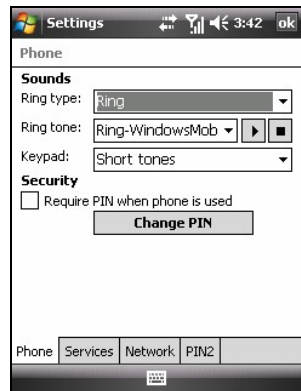 Settings 3:42 ok
Phone
Sounds
Ring type: Ring
Ring tone: Ring-WindowsMob
Keypad: Short tones
Security
Require PIN when phone is used
Change PIN
Phone Services Network PIN2